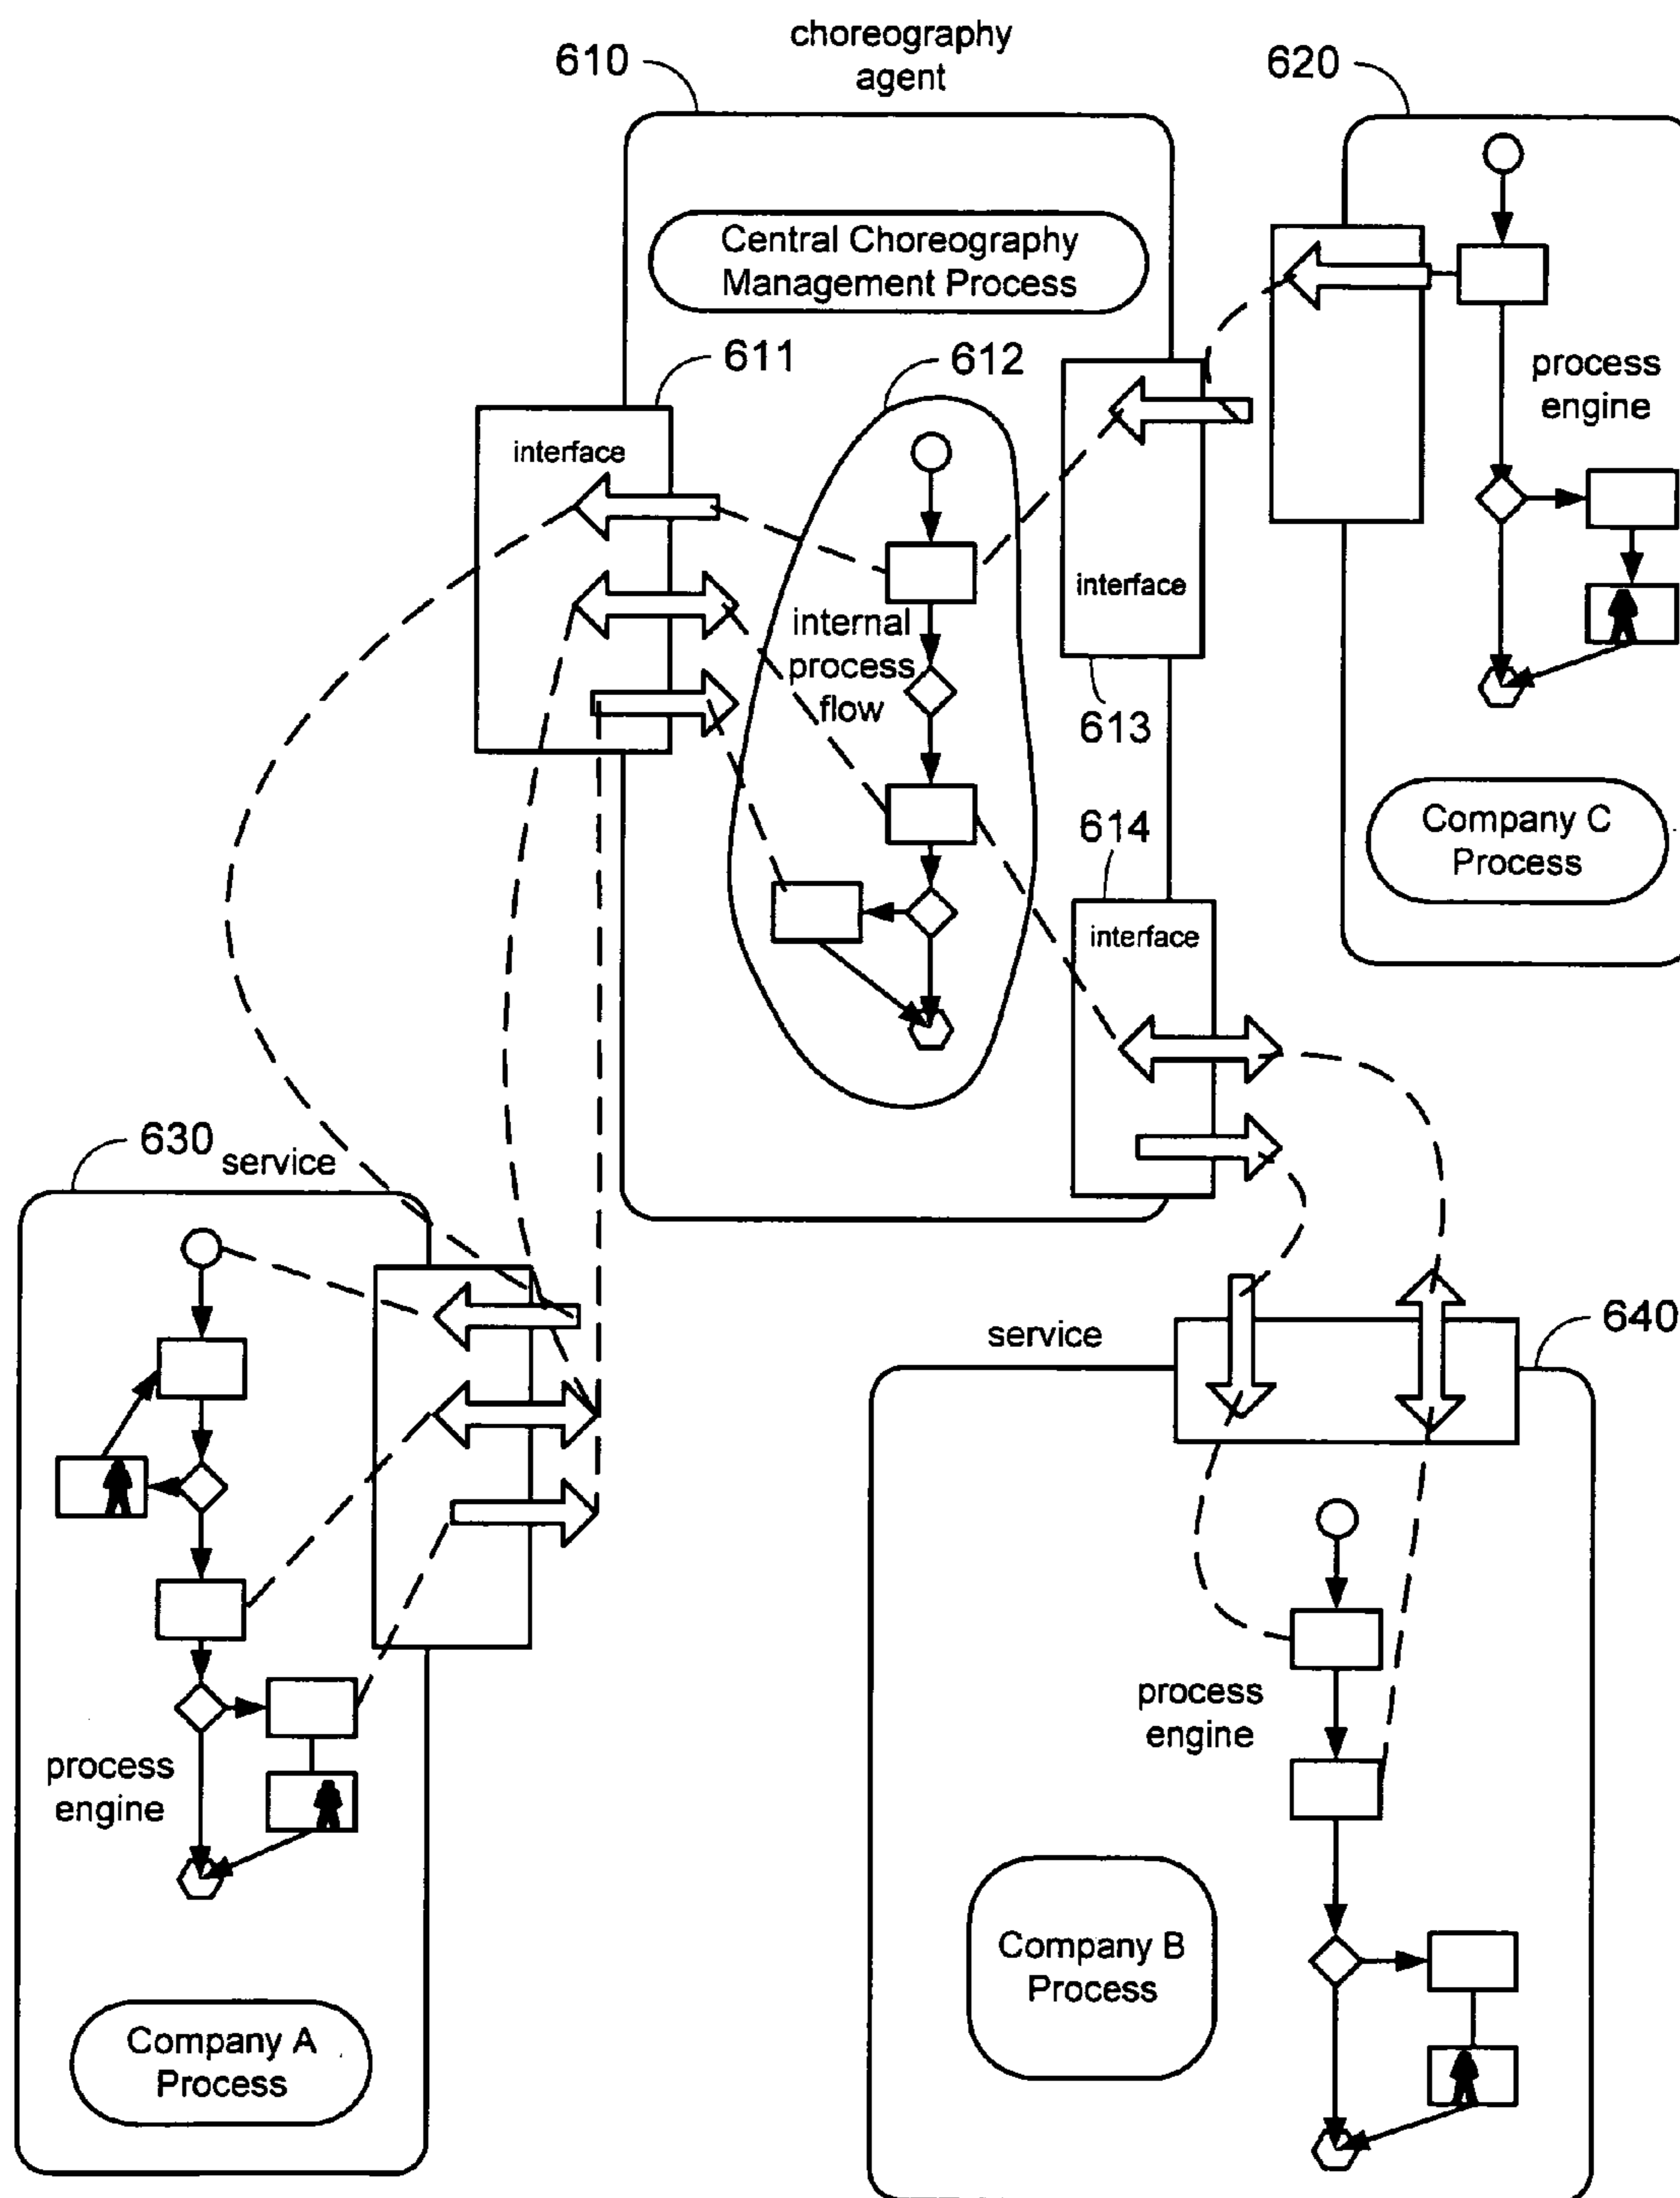 choreography
agent
610
620
Central Choreography
Management Process
611
612
interface
process
engine
interface
internal
process
flow
613
614
Company C
Process
interface
630
service
service
640
process
engine
process
engine
Company B
Process
Company A
Process